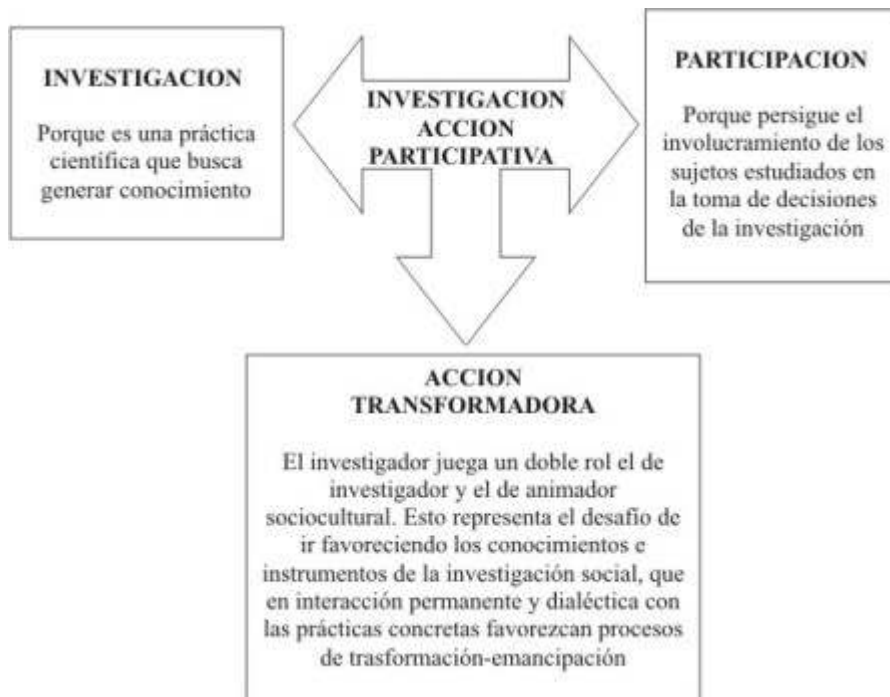 INVESTIGACION
Porque es una práctica
científica que busca
generar conocimiento
INVESTIGACION
ACCION
PARTICIPATIVA
PARTICIPACION
Porque persigue el
involucramiento de los
sujetos estudiados en
la toma de decisiones
de la investigación
ACCION
TRANSFORMADORA
El investigador juega un doble rol el de
investigador y el de animador
sociocultural. Esto representa el desafío de
ir favoreciendo los conocimientos e
instrumentos de la investigación social, que
en interacción permanente y dialéctica con
las prácticas concretas favorezcan procesos
de trasformación-emancipación